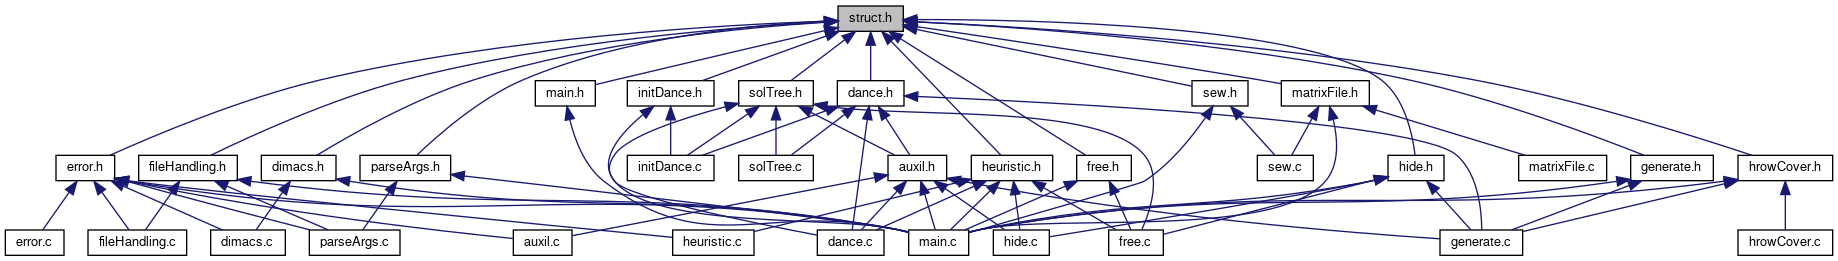 struct.h
main.h
initDance.h
solTree.h
dance.h
sew.h
matrixFile.h
error.h
fileHandling.h
dimacs.h
parseArgs.h
initDance.c
solTree.c
auxil.h
heuristic.h
free.h
sew.c
hide.h
matrixFile.c
generate.h
hrowCover.h
error.c
fileHandling.c
dimacs.c
parseArgs.c
auxil.c
heuristic.c
dance.c
main.c
hide.c
free.c
generate.c
hrowCover.c